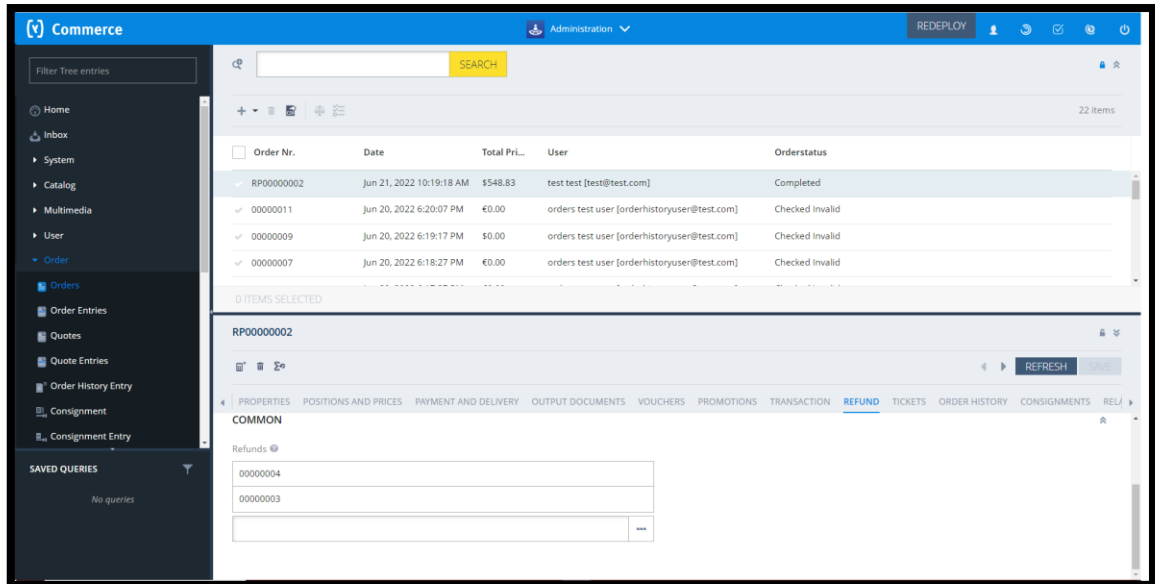 (Y) Commerce
Administration
REDEPLOY
Filter Tree entries
Home
Inbox
System
Catalog
Multimedia
User
Order
Orders
Order Entries
Quotes
Quote Entries
Order History Entry
Consignment
Consignment Entry
SAVED QUERIES
No queries
SEARCH
22 items
Order Nr. Date Total Pri... User Orderstatus
RP00000002 Jun 21, 2022 10:19:18 AM $548.83 test test [test@test.com] Completed
00000011 Jun 20, 2022 6:20:07 PM €0.00 orders test user [orderhistoryuser@test.com] Checked Invalid
00000009 Jun 20, 2022 6:19:17 PM $0.00 orders test user [orderhistoryuser@test.com] Checked Invalid
00000007 Jun 20, 2022 6:18:27 PM €0.00 orders test user [orderhistoryuser@test.com] Checked Invalid
0 ITEMS SELECTED
RP00000002
REFRESH SAVE
PROPERTIES POSITIONS AND PRICES PAYMENT AND DELIVERY OUTPUT DOCUMENTS VOUCHERS PROMOTIONS TRANSACTION REFUND TICKETS ORDER HISTORY CONSIGNMENTS
COMMON
Refunds
00000004
00000003